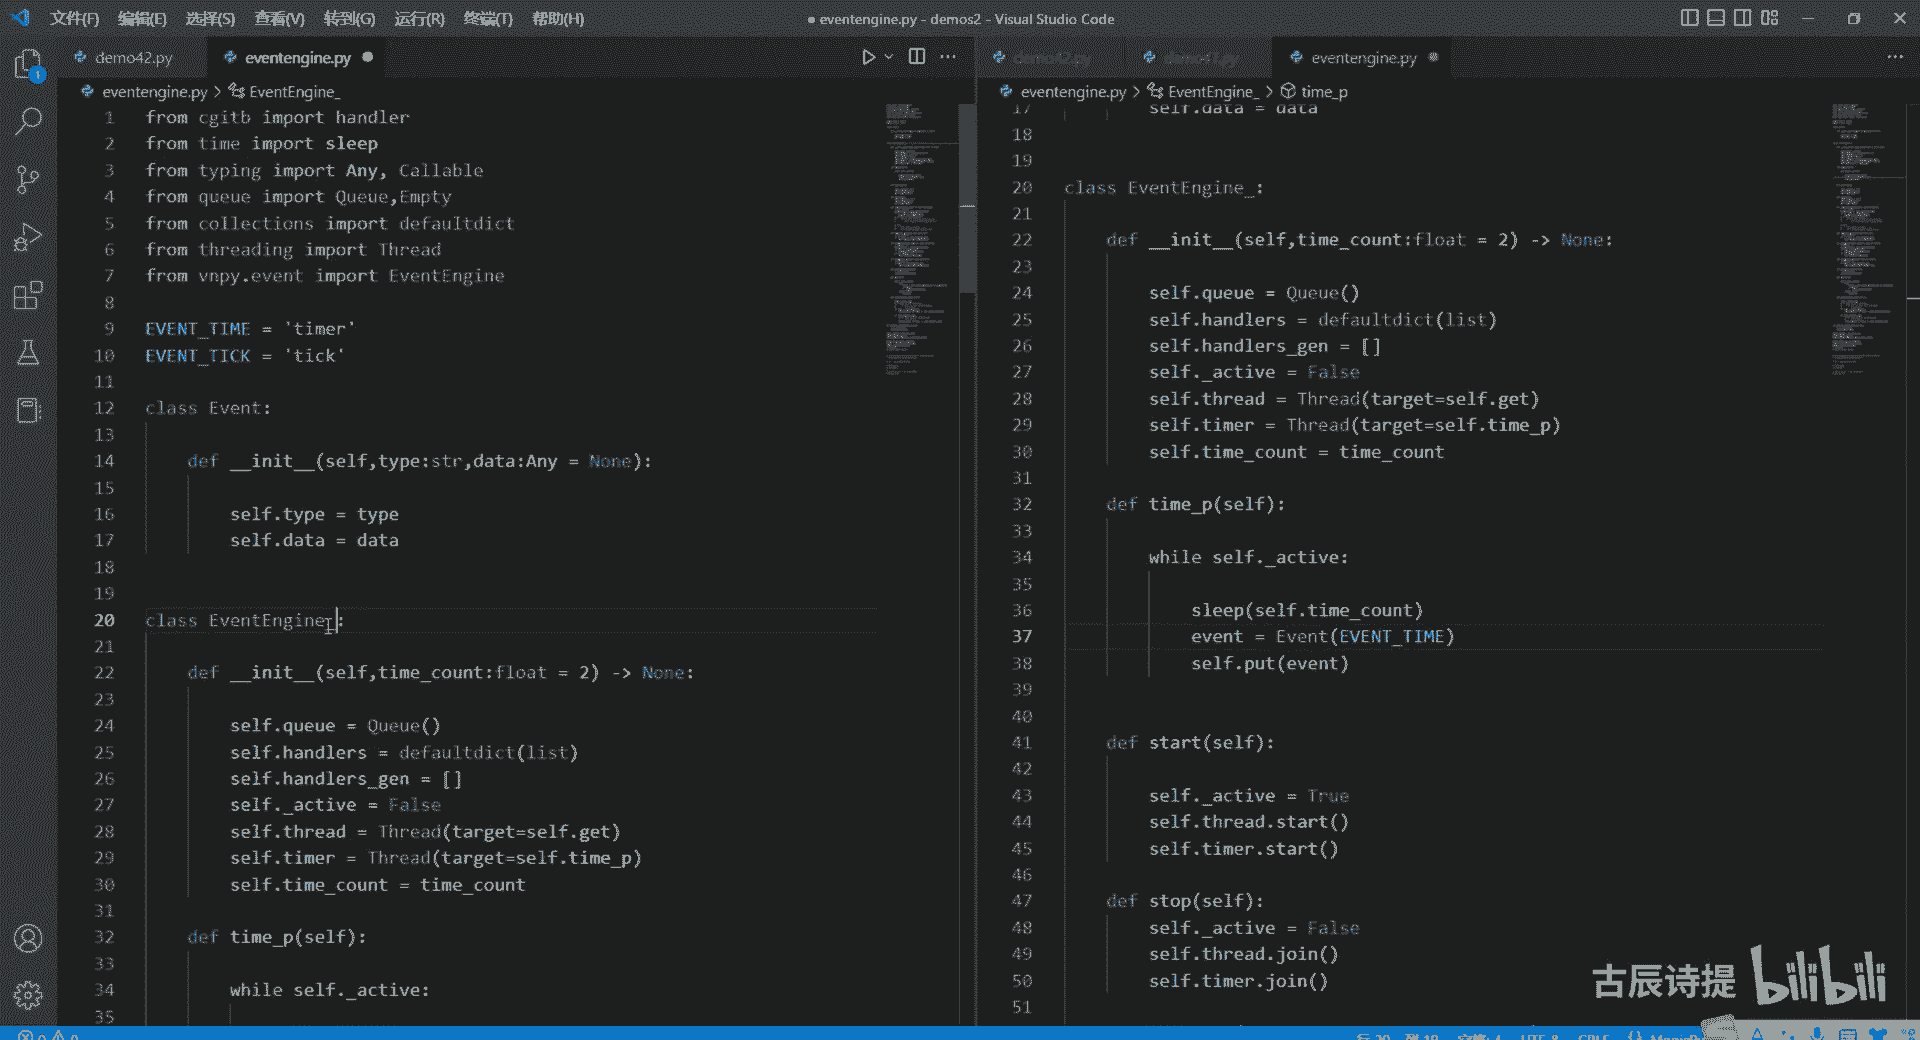 文件(F) 编辑(E) 选择(S) 查看(V) 转到(G) 运行(R) 终端(T) 帮助(H)
● eventengine.py - demos2 - Visual Studio Code
demo42.py
eventengine.py ●
eventengine.py > EventEngine_
1 from cgitb import handler
2 from time import sleep
3 from typing import Any, Callable
4 from queue import Queue,Empty
5 from collections import defaultdict
6 from threading import Thread
7 from vnpy.event import EventEngine
8
9 EVENT_TIME = 'timer'
10 EVENT_TICK = 'tick'
11
12 class Event:
13
14 def __init__(self,type:str,data:Any = None):
15
16 self.type = type
17 self.data = data
18
19
20 class EventEngine_:
21
22 def __init__(self,time_count:float = 2) -> None:
23
24 self.queue = Queue()
25 self.handlers = defaultdict(list)
26 self.handlers_gen = []
27 self._active = False
28 self.thread = Thread(target=self.get)
29 self.timer = Thread(target=self.time_p)
30 self.time_count = time_count
31
32 def time_p(self):
33
34 while self._active:
35
demo42.py
eventengine.py
eventengine.py > EventEngine_ > time_p
17 self.data = data
18
19
20 class EventEngine_:
21
22 def __init__(self,time_count:float = 2) -> None:
23
24 self.queue = Queue()
25 self.handlers = defaultdict(list)
26 self.handlers_gen = []
27 self._active = False
28 self.thread = Thread(target=self.get)
29 self.timer = Thread(target=self.time_p)
30 self.time_count = time_count
31
32 def time_p(self):
33
34 while self._active:
35
36 sleep(self.time_count)
37 event = Event(EVENT_TIME)
38 self.put(event)
39
40
41 def start(self):
42
43 self._active = True
44 self.thread.start()
45 self.timer.start()
46
47 def stop(self):
48 self._active = False
49 self.thread.join()
50 self.timer.join()
51
古辰诗提 bilibili